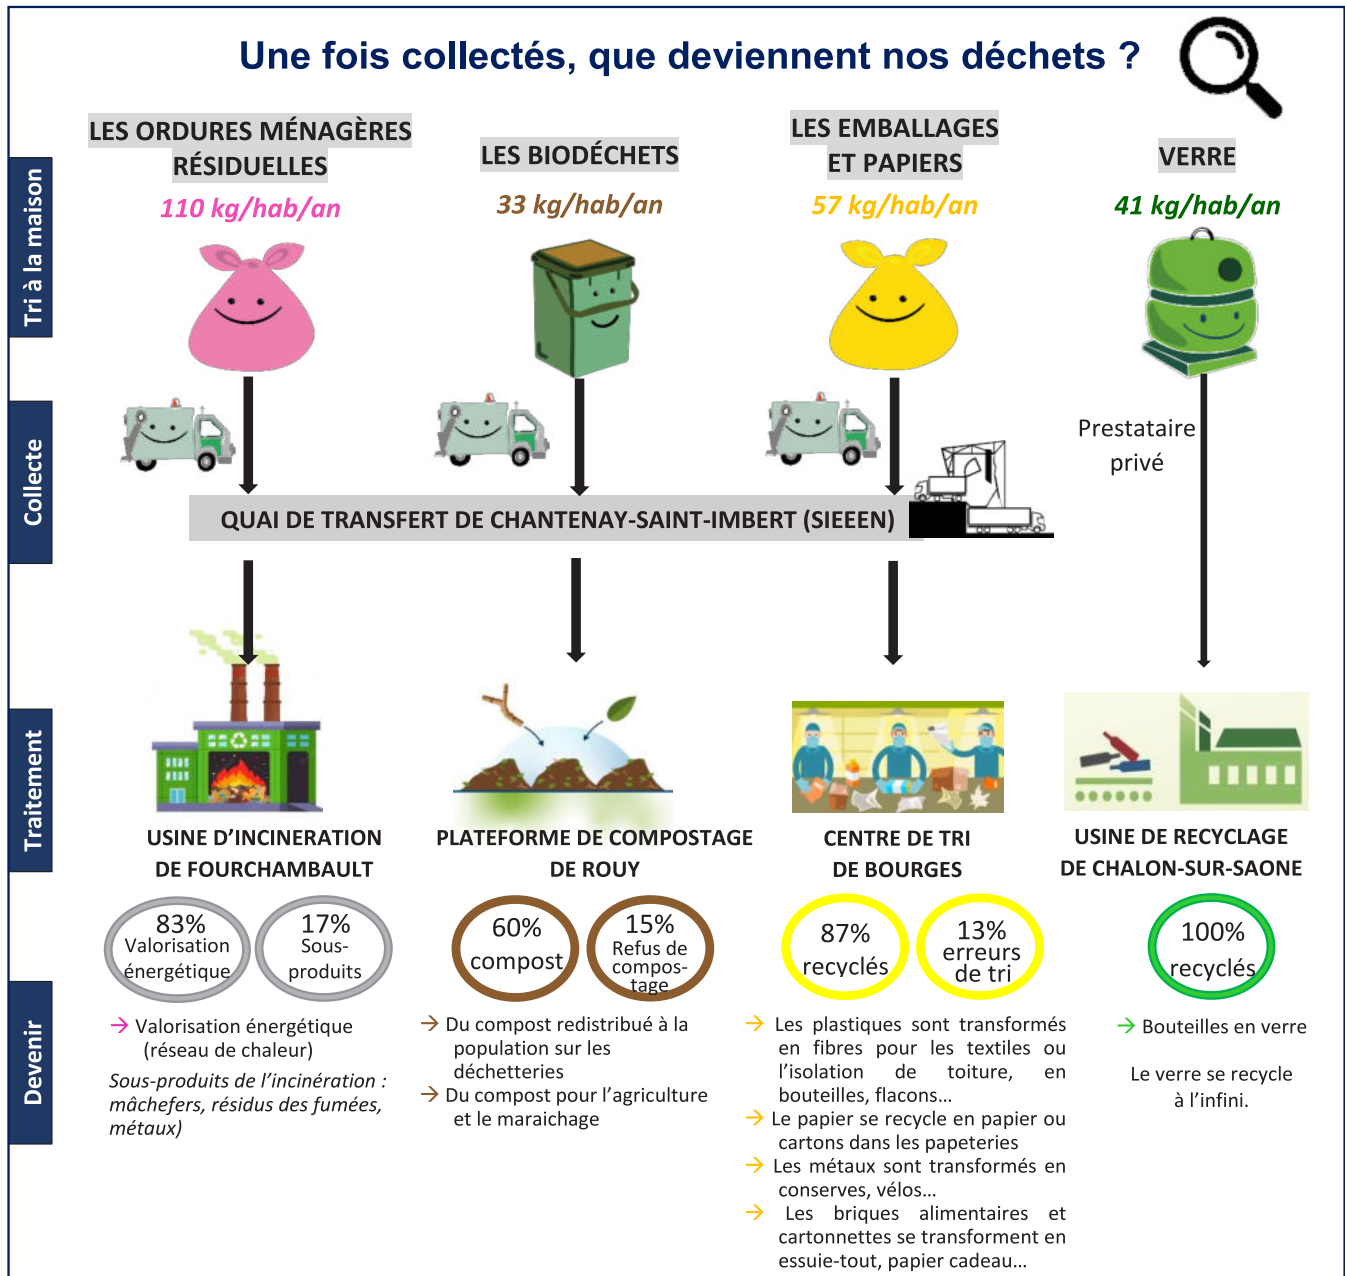 Une fois collectés, que deviennent nos déchets ?
Tri à la maison
LES ORDURES MÉNAGÈRES
RÉSIDUELLES
110 kg/hab/an
LES BIODÉCHETS
33 kg/hab/an
LES EMBALLAGES
ET PAPIERS
57 kg/hab/an
VERRE
41 kg/hab/an
Collecte
Prestataire
privé
QUAI DE TRANSFERT DE CHANTENAY-SAINT-IMBERT (SIEEEN)
Traitement
USINE D’INCINERATION
DE FOURCHAMBAULT
PLATEFORME DE COMPOSTAGE
DE ROUY
CENTRE DE TRI
DE BOURGES
USINE DE RECYCLAGE
DE CHALON-SUR-SAONE
83%
Valorisation
énergétique
17%
Sous-
produits
60%
compost
15%
Refus de
compos-
tage
87%
recyclés
13%
erreurs
de tri
100%
recyclés
Devenir
→ Valorisation énergétique
(réseau de chaleur)
Sous-produits de l’incinération :
mâchefers, résidus des fumées,
métaux)
→ Du compost redistribué à la
population sur les
déchetteries
→ Du compost pour l’agriculture
et le maraichage
→ Les plastiques sont transformés
en fibres pour les textiles ou
l’isolation de toiture, en
bouteilles, flacons…
→ Le papier se recycle en papier ou
cartons dans les papeteries
→ Les métaux sont transformés en
conserves, vélos…
→ Les briques alimentaires et
cartonnettes se transforment en
essuie-tout, papier cadeau…
→ Bouteilles en verre
Le verre se recycle
à l’infini.